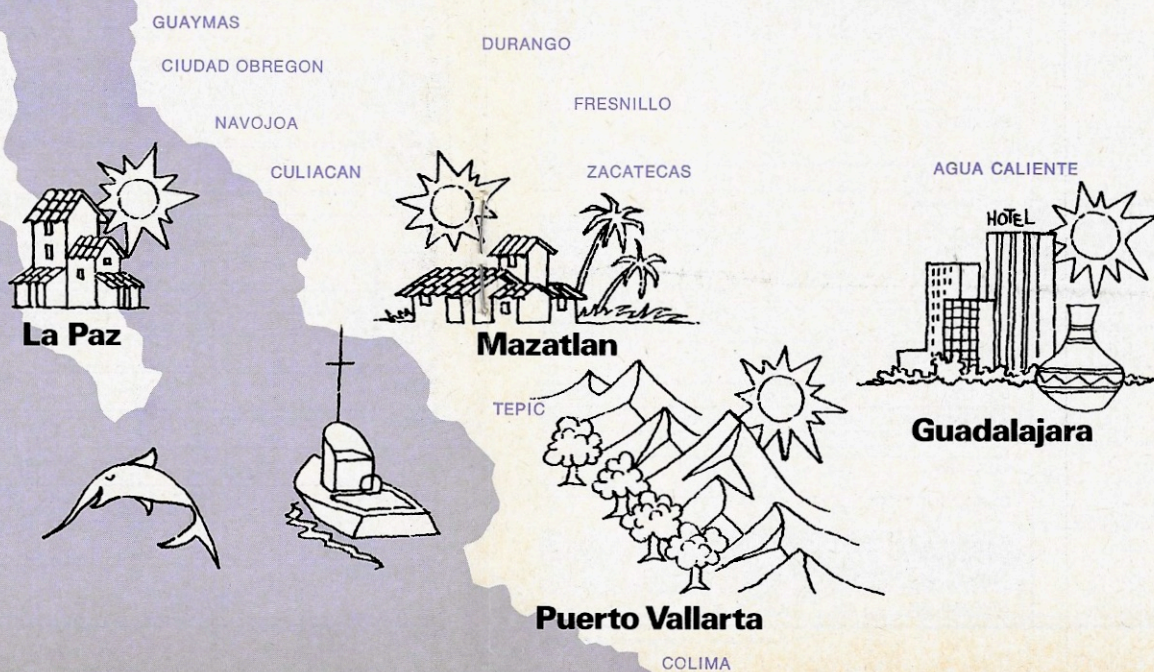 GUAYMAS
DURANGO
CIUDAD OBREGON
FRESNILLO
NAVOJOA
CULIACAN
ZACATECAS
AGUA CALIENTE
HOTEL
La Paz
Mazatlan
TEPIC
Guadalajara
Puerto Vallarta
COLIMA